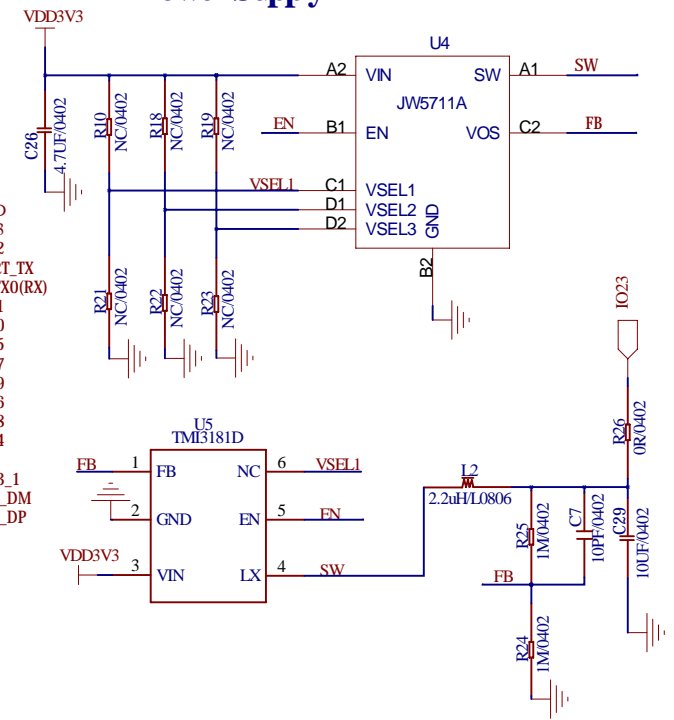 Supply
VDD3V3
U4
A2 VIN SW A1 SW
JW5711A
C26
4.7UF/0402
R10
NC/0402
R18
NC/0402
R19
NC/0402
EN B1 EN VOS C2 FB
VSEL1 C1 VSEL1
D1 VSEL2
D2 VSEL3
GND
B2
R21
NC/0402
R22
NC/0402
R23
NC/0402
IO23
R26
0R/0402
U5
TMI3181D
FB 1 FB NC 6 VSEL1
2 GND EN 5 EN
VDD3V3
3 VIN LX 4 SW
L2
2.2uH/L0806
R25
1M/0402
C7
10PF/0402
C29
10UF/0402
FB
R24
1M/0402
_DM
_DP